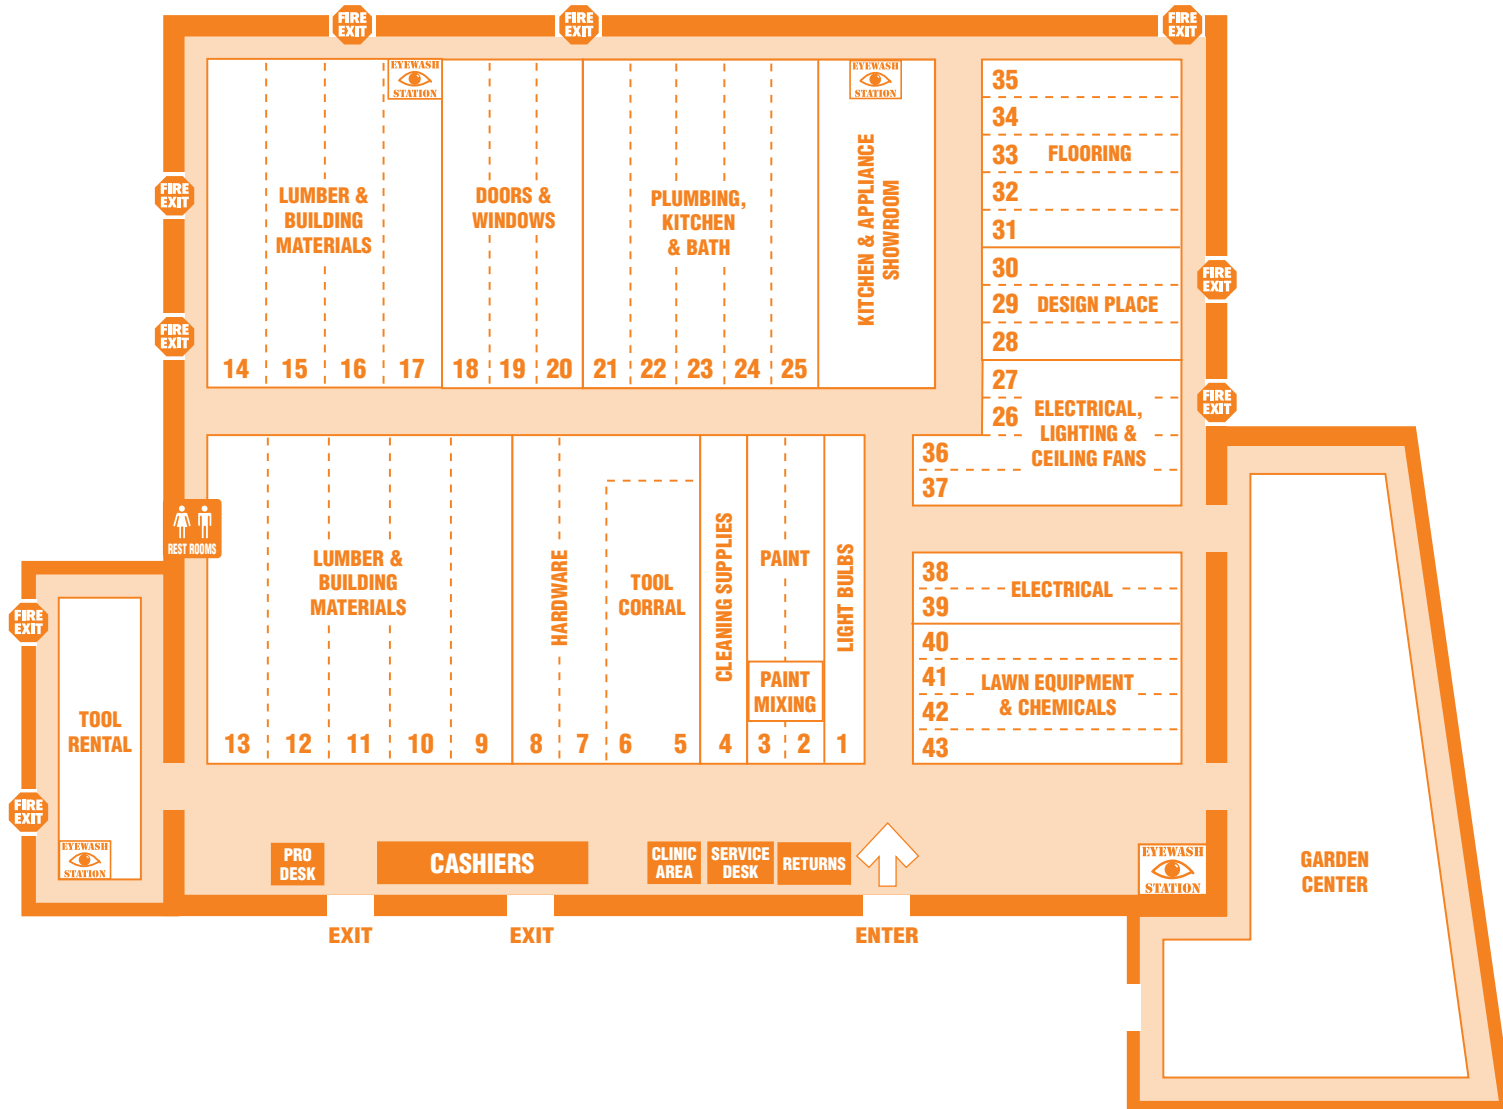 FIRE
EXIT
FIRE
EXIT
FIRE
EXIT
EYEWASH
STATION
EYEWASH
STATION
35
34
33
FLOORING
32
31
30
29
DESIGN PLACE
28
27
26
ELECTRICAL,
LIGHTING &
CEILING FANS
36
37
FIRE
EXIT
FIRE
EXIT
LUMBER &
BUILDING
MATERIALS
DOORS &
WINDOWS
PLUMBING,
KITCHEN
& BATH
KITCHEN & APPLIANCE
SHOWROOM
FIRE
EXIT
FIRE
EXIT
14
15
16
17
18
19
20
21
22
23
24
25
REST ROOMS
LUMBER &
BUILDING
MATERIALS
HARDWARE
TOOL
CORRAL
CLEANING SUPPLIES
PAINT
PAINT
MIXING
LIGHT BULBS
13
12
11
10
9
8
7
6
5
4
3
2
1
38
ELECTRICAL
39
40
41
LAWN EQUIPMENT
& CHEMICALS
42
43
FIRE
EXIT
TOOL
RENTAL
FIRE
EXIT
EYEWASH
STATION
PRO
DESK
CASHIERS
CLINIC
AREA
SERVICE
DESK
RETURNS
EYEWASH
STATION
GARDEN
CENTER
EXIT
EXIT
ENTER